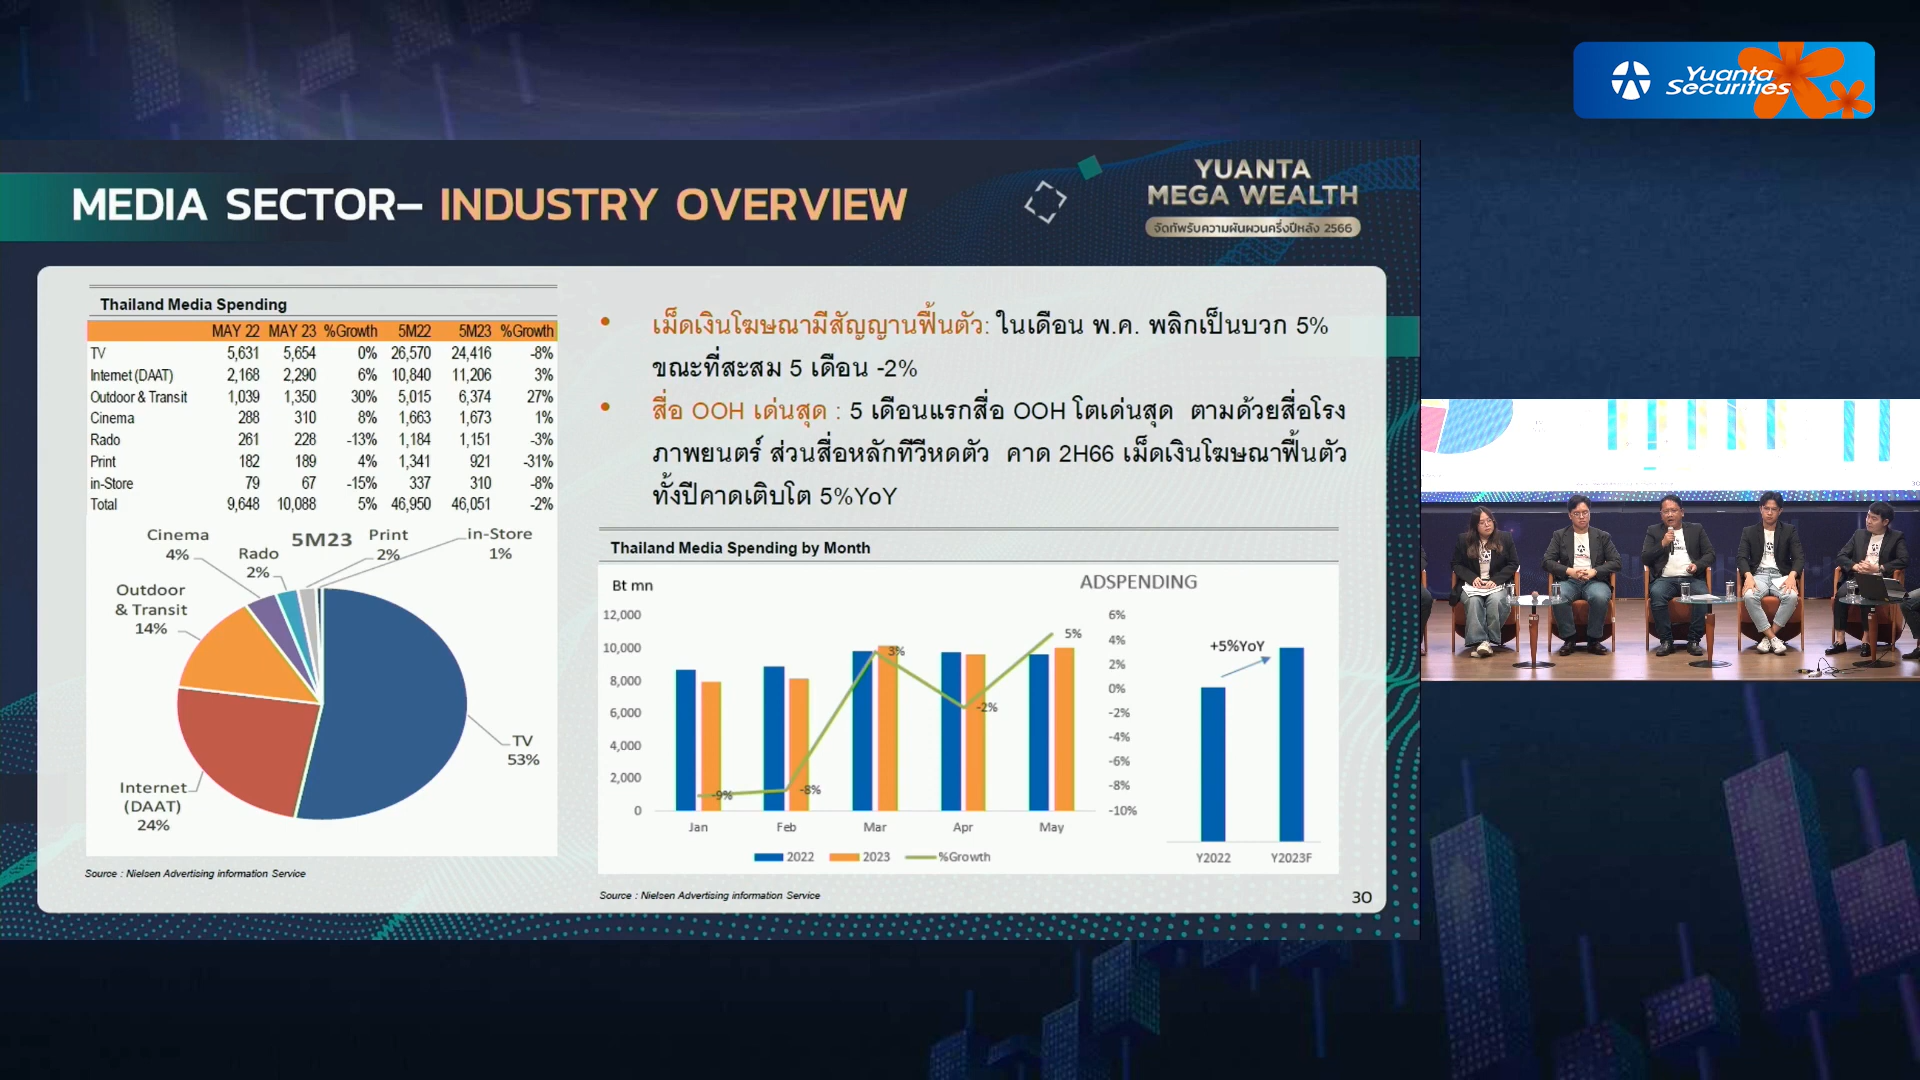 Yuanta
Securities
MEDIA SECTOR– INDUSTRY OVERVIEW
YUANTA
MEGA WEALTH
จัดทัพรับความผันผวนครึ่งปีหลัง 2566
Thailand Media Spending
MAY 22 MAY 23 %Growth 5M22 5M23 %Growth
TV 5,631 5,654 0% 26,570 24,416 -8%
Internet (DAAT) 2,168 2,290 6% 10,840 11,206 3%
Outdoor & Transit 1,039 1,350 30% 5,015 6,374 27%
Cinema 288 310 8% 1,663 1,673 1%
Rado 261 228 -13% 1,184 1,151 -3%
Print 182 189 4% 1,341 921 -31%
in-Store 79 67 -15% 337 310 -8%
Total 9,648 10,088 5% 46,950 46,051 -2%
5M23
Cinema
4%
Rado
2%
Print
2%
in-Store
1%
Outdoor
& Transit
14%
TV
53%
Internet
(DAAT)
24%
Source : Nielsen Advertising information Service
• เม็ดเงินโฆษณามีสัญญานฟื้นตัว: ในเดือน พ.ค. พลิกเป็นบวก 5%
ขณะที่สะสม 5 เดือน -2%
• สื่อ OOH เด่นสุด : 5 เดือนแรกสื่อ OOH โตเด่นสุด ตามด้วยสื่อโรง
ภาพยนตร์ ส่วนสื่อหลักทีวีหดตัว คาด 2H66 เม็ดเงินโฆษณาฟื้นตัว
ทั้งปีคาดเติบโต 5%YoY
Thailand Media Spending by Month
Bt mn
ADSPENDING
12,000
10,000
8,000
6,000
4,000
2,000
0
-9%
-8%
3%
-2%
5%
6%
4%
2%
0%
-2%
-4%
-6%
-8%
-10%
Jan Feb Mar Apr May
2022 2023 %Growth
+5%YoY
Y2022 Y2023F
Source : Nielsen Advertising information Service
30